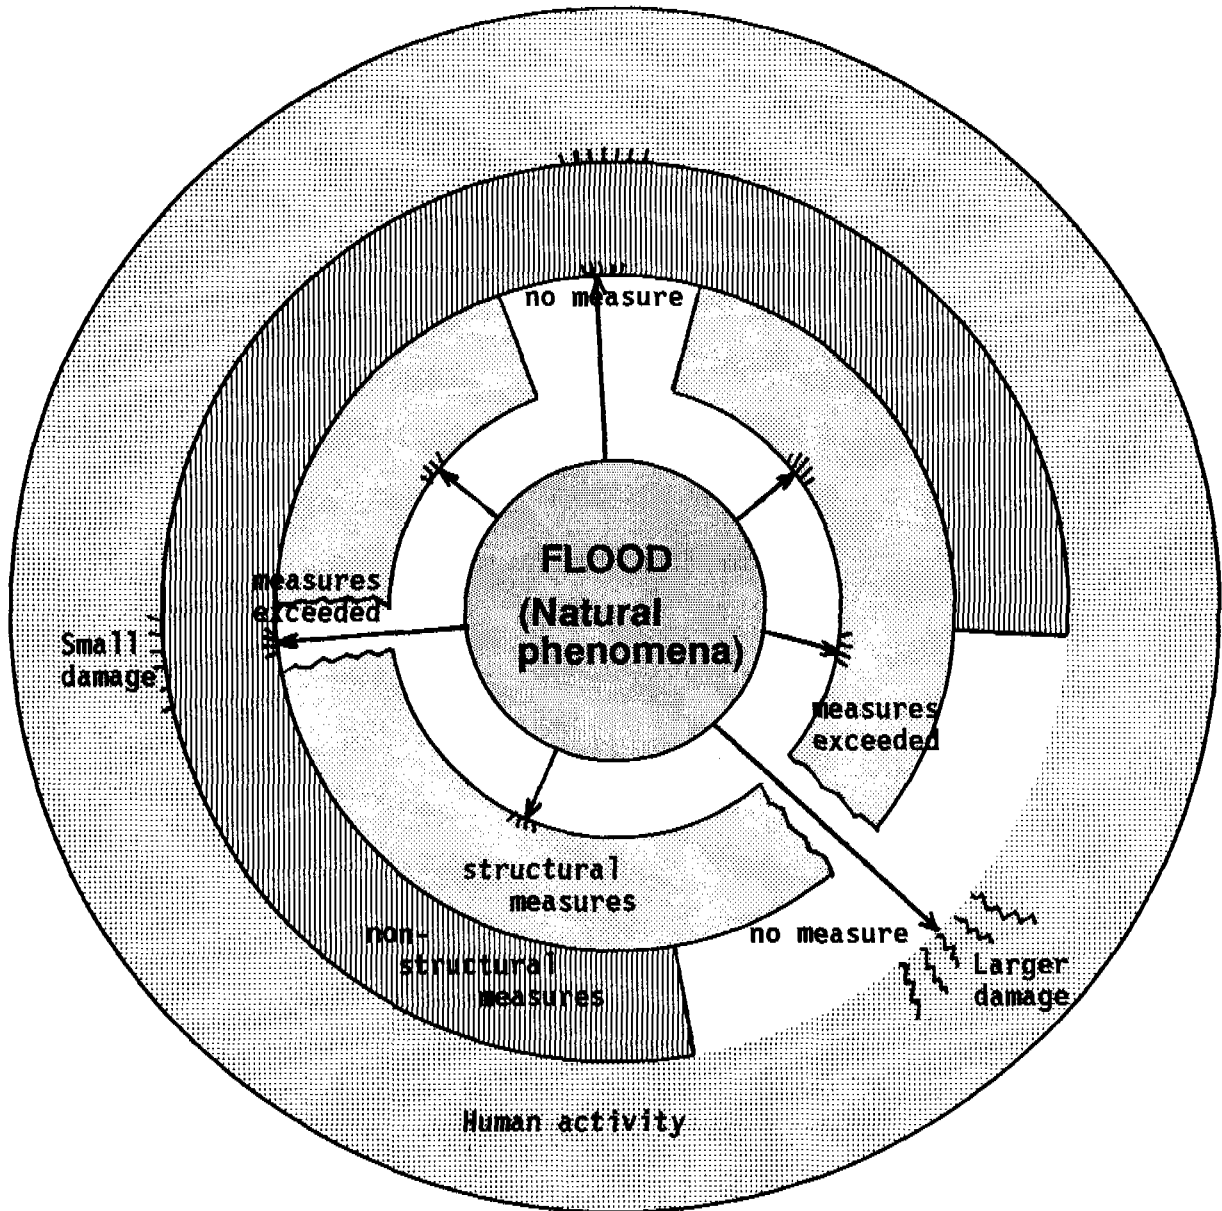 no measure
FLOOD
(Natural
phenomena)
measures
exceeded
Small
damage
measures
exceeded
structural
measures
no measure
non-
structural
measures
Larger
damage
Human activity